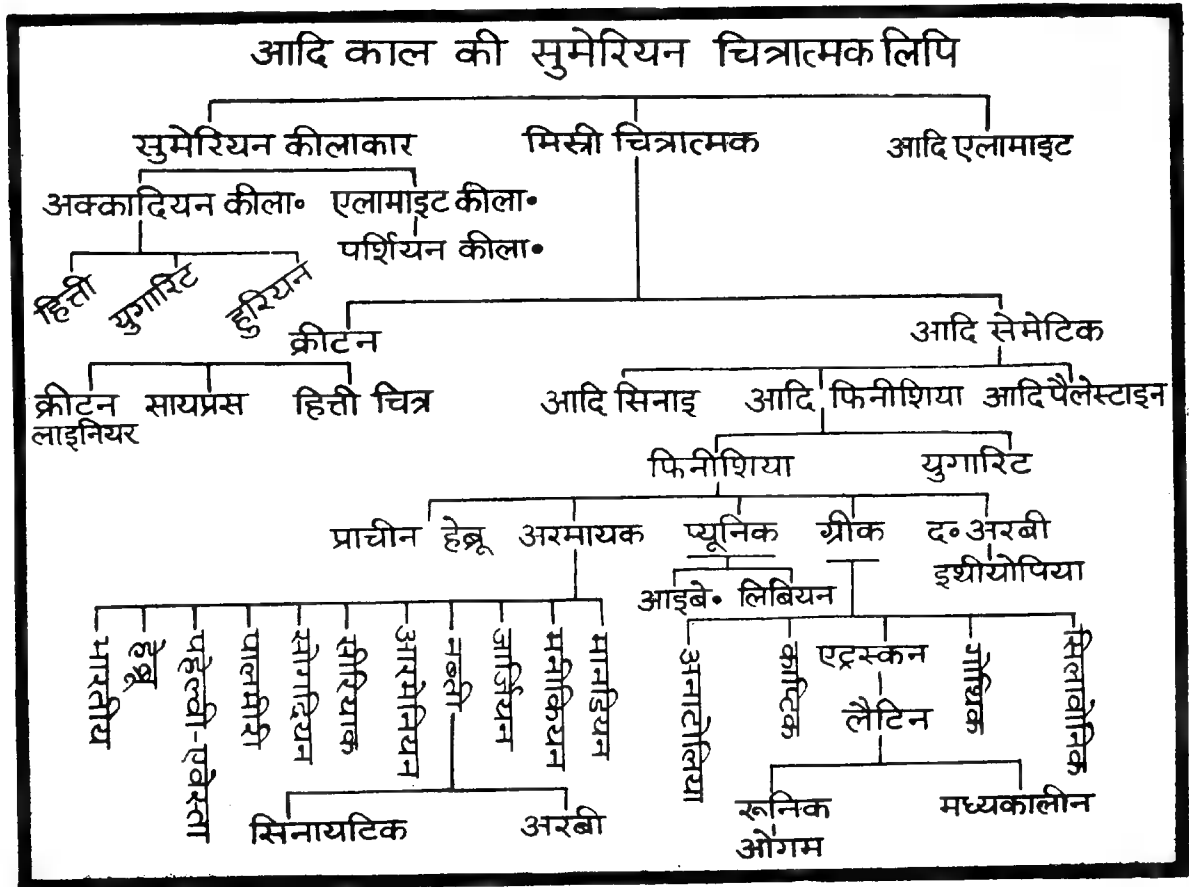 आदि काल की सुमेरियन चित्रात्मक लिपि
सुमेरियन कीलाकार मिस्री चित्रात्मक आदि एलामाइट
अक्कादियन कीला॰ एलामाइट कीला॰
पर्शियन कीला॰
हित्ती युगारिट हुरियन
क्रीटन आदि सेमेटिक
क्रीटन सायप्रस हित्ती चित्र आदि सिनाइ आदि फिनीशिया आदि पैलेस्टाइन
लाइनियर
फिनीशिया युगारिट
प्राचीन हेब्रू अरमायक प्यूनिक ग्रीक द॰ अरबी
इथीयोपिया
आइबे॰ लिबियन
भारतीय हेब्रू पहेल्वी-एवेस्ता पालमीरी सोगदियन सीरियाक आरमेनियन नब्ती जार्जियन मनीकियन मानडियन
अनाटोलिया काप्टिक एट्रस्कन गोथिक सिलावोनिक
लैटिन
सिनायटिक अरबी रूनिक मध्यकालीन
ओगम